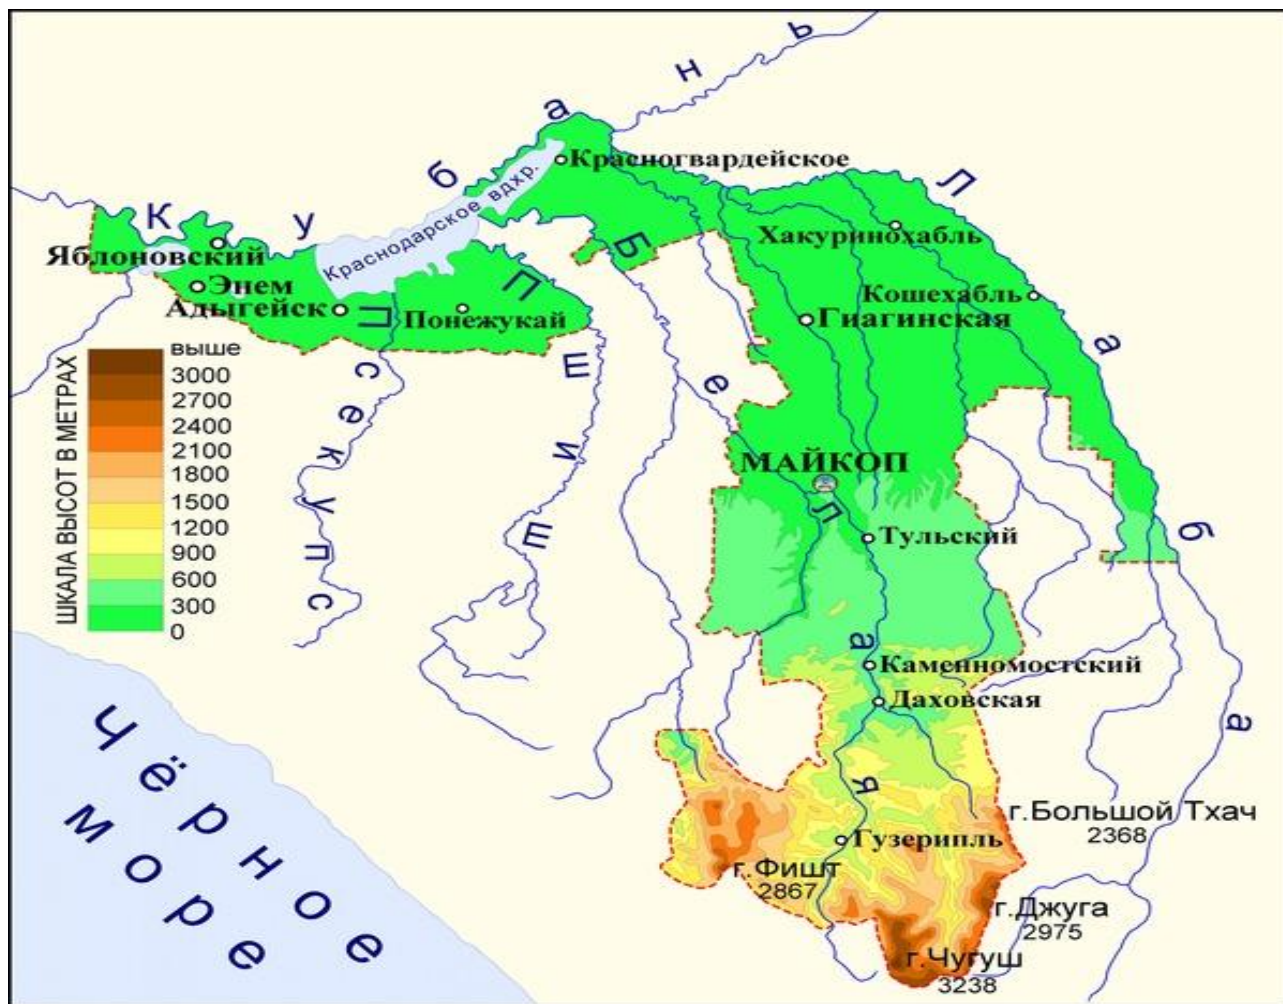 Кубань
Красногвардейское
Краснодарское вдхр.
Лаба
Яблоновский
Хакуринохабль
Энем
Адыгейск
Понежукай
Кошехабль
Гиагинская
Псекупс
Пшиш
Белая
ШКАЛА ВЫСОТ В МЕТРАХ
выше
3000
2700
2400
2100
1800
1500
1200
900
600
300
0
МАЙКОП
Тульский
Каменномостский
Даховская
Чёрное
море
г.Большой Тхач
2368
Гузерипль
г.Фишт
2867
г.Джуга
2975
г.Чугуш
3238